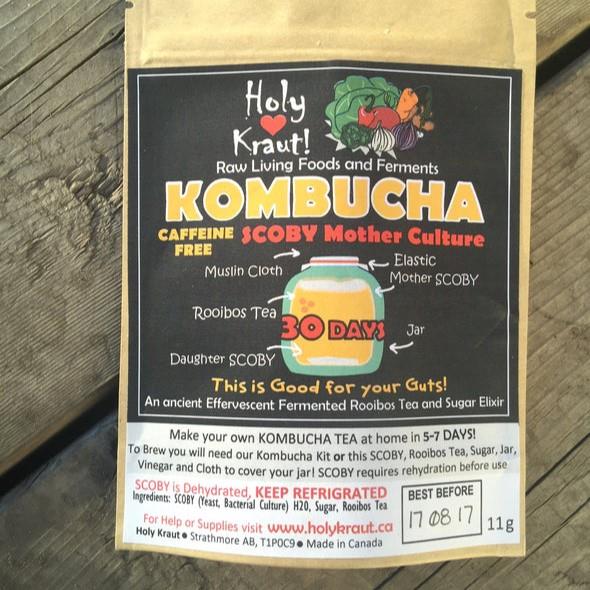 Holy
Kraut!
Raw Living Foods and Ferments
KOMBUCHA
CAFFEINE FREE
SCOBY Mother Culture
Muslin Cloth
Elastic
Mother SCOBY
Rooibos Tea
30 DAYS
Jar
Daughter SCOBY
This is Good for your Guts!
An ancient Effervescent Fermented Rooibos Tea and Sugar Elixir
Make your own KOMBUCHA TEA at home in 5-7 DAYS!
To Brew you will need our Kombucha Kit or this SCOBY, Rooibos Tea, Sugar, Jar,
Vinegar and Cloth to cover your jar! SCOBY requires rehydration before use
SCOBY is Dehydrated, KEEP REFRIGRATED
Ingredients: SCOBY (Yeast, Bacterial Culture) H20, Sugar, Rooibos Tea
For Help or Supplies visit www.holykraut.ca
Holy Kraut • Strathmore AB, T1P0C9 • Made in Canada
BEST BEFORE
17 08 17
11g